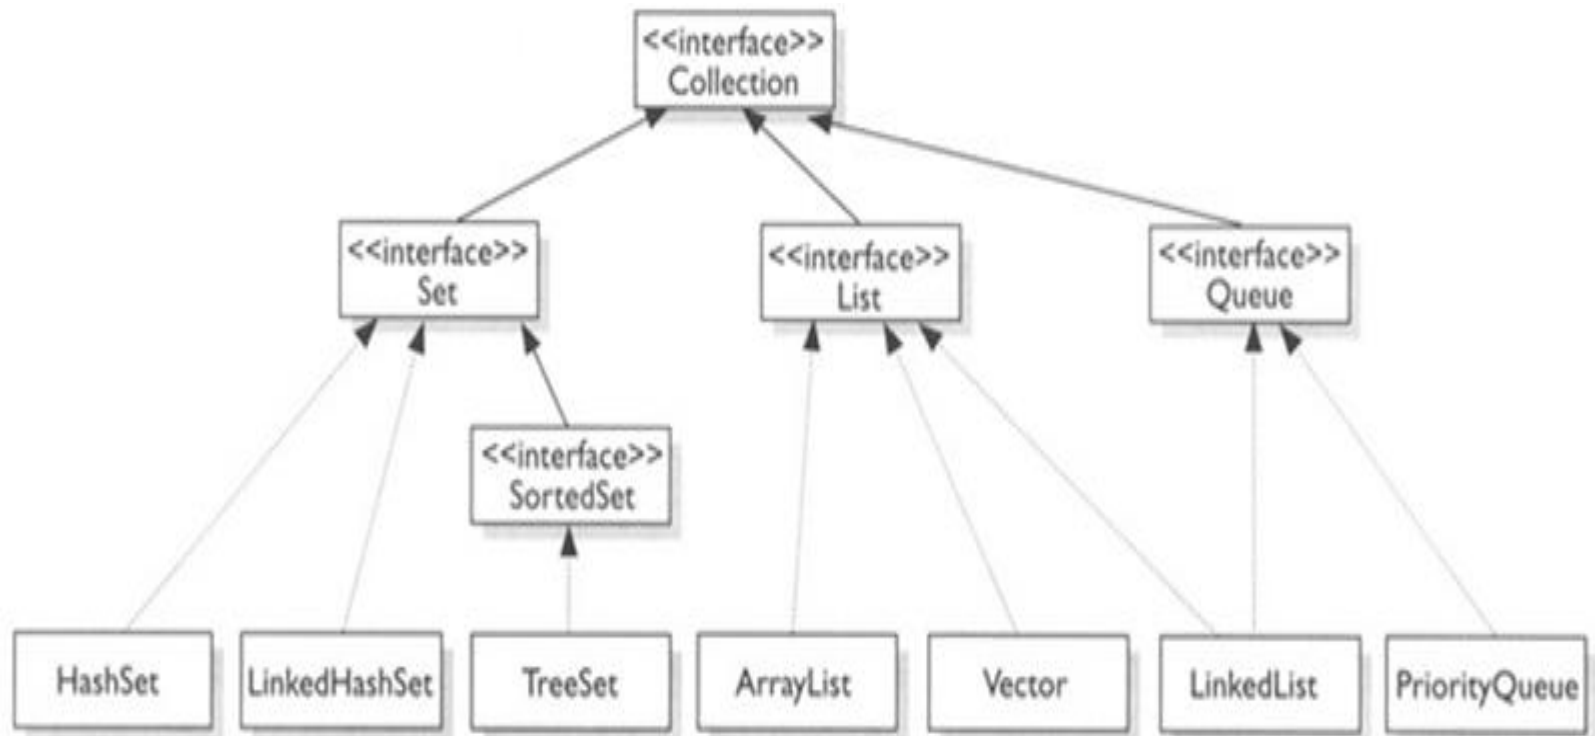 <<interface>>
Collection
<<interface>>
Set
<<interface>>
List
<<interface>>
Queue
<<interface>>
SortedSet
HashSet
LinkedHashSet
TreeSet
ArrayList
Vector
LinkedList
PriorityQueue